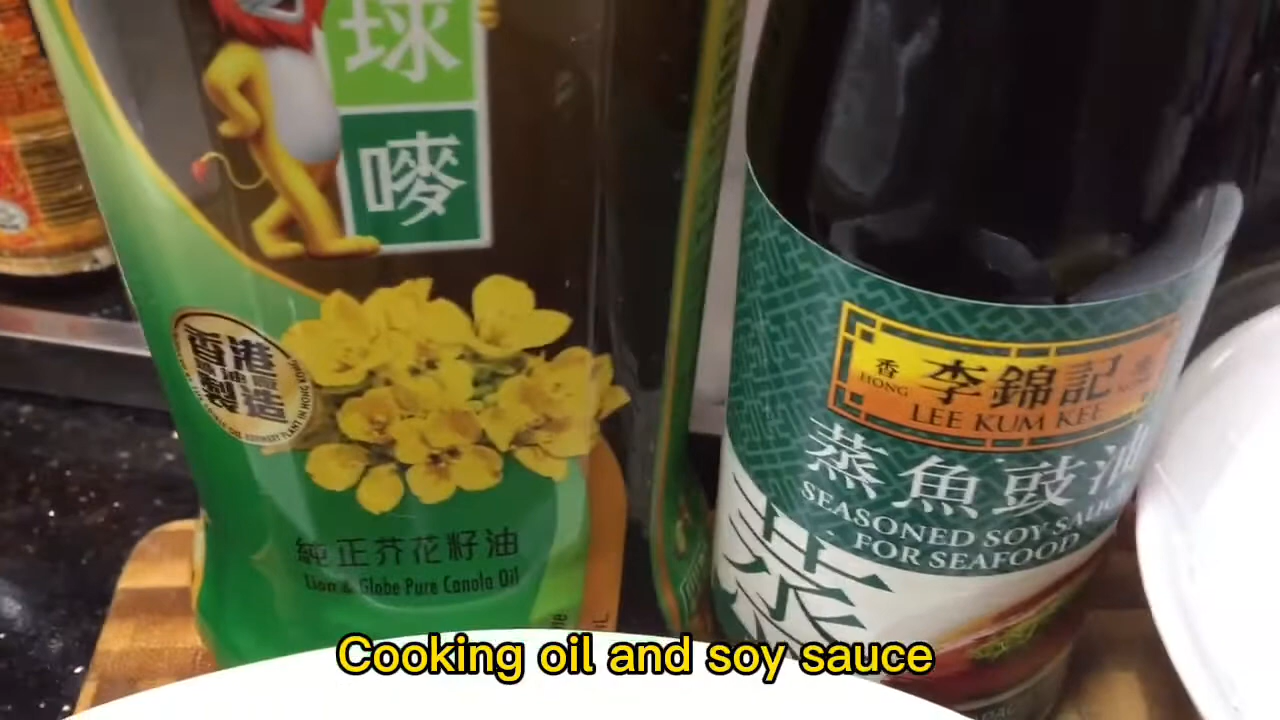 球
嘜
香港
製造
純正芥花籽油
Lion & Globe Pure Canola Oil
香
HONG
李錦記
LEE KUM KEE
蒸魚豉油
SEASONED SOY SAUCE
FOR SEAFOOD
蒸
Cooking oil and soy sauce